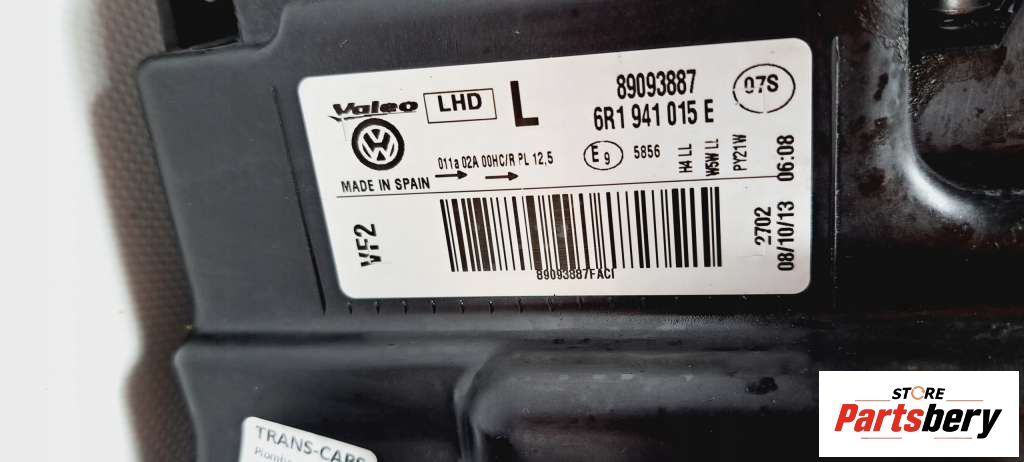 Valeo LHD L 89093887 07S
6R1 941 015 E
011a 02A 00HC/R PL 12,5 E9 5856
MADE IN SPAIN
H4 LL
W5W LL
PY21W
06:08
VF2
89093887FACI
2702
08/10/13
TRANS-CARS
STORE
Partsbery